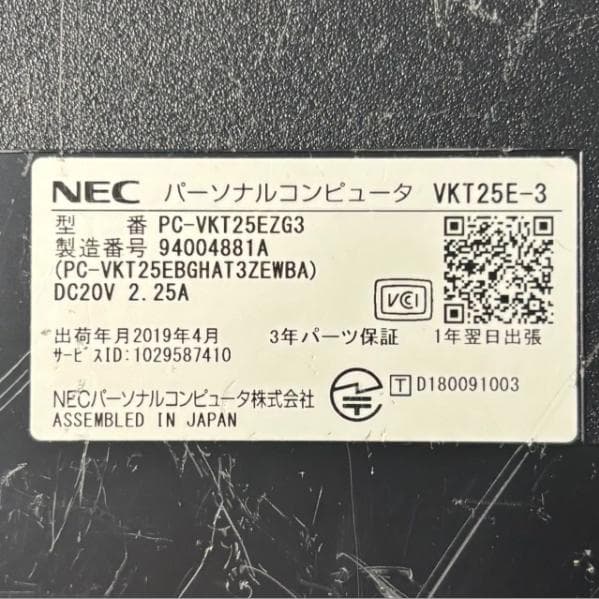 NEC パーソナルコンピュータ VKT25E-3
型 番 PC-VKT25EZG3
製造番号 94004881A
(PC-VKT25EBGHAT3ZEWBA)
DC20V 2.25A
VCCI
出荷年月2019年4月 3年パーツ保証 1年翌日出張
サービスID:1029587410
NECパーソナルコンピュータ株式会社 T D180091003
ASSEMBLED IN JAPAN